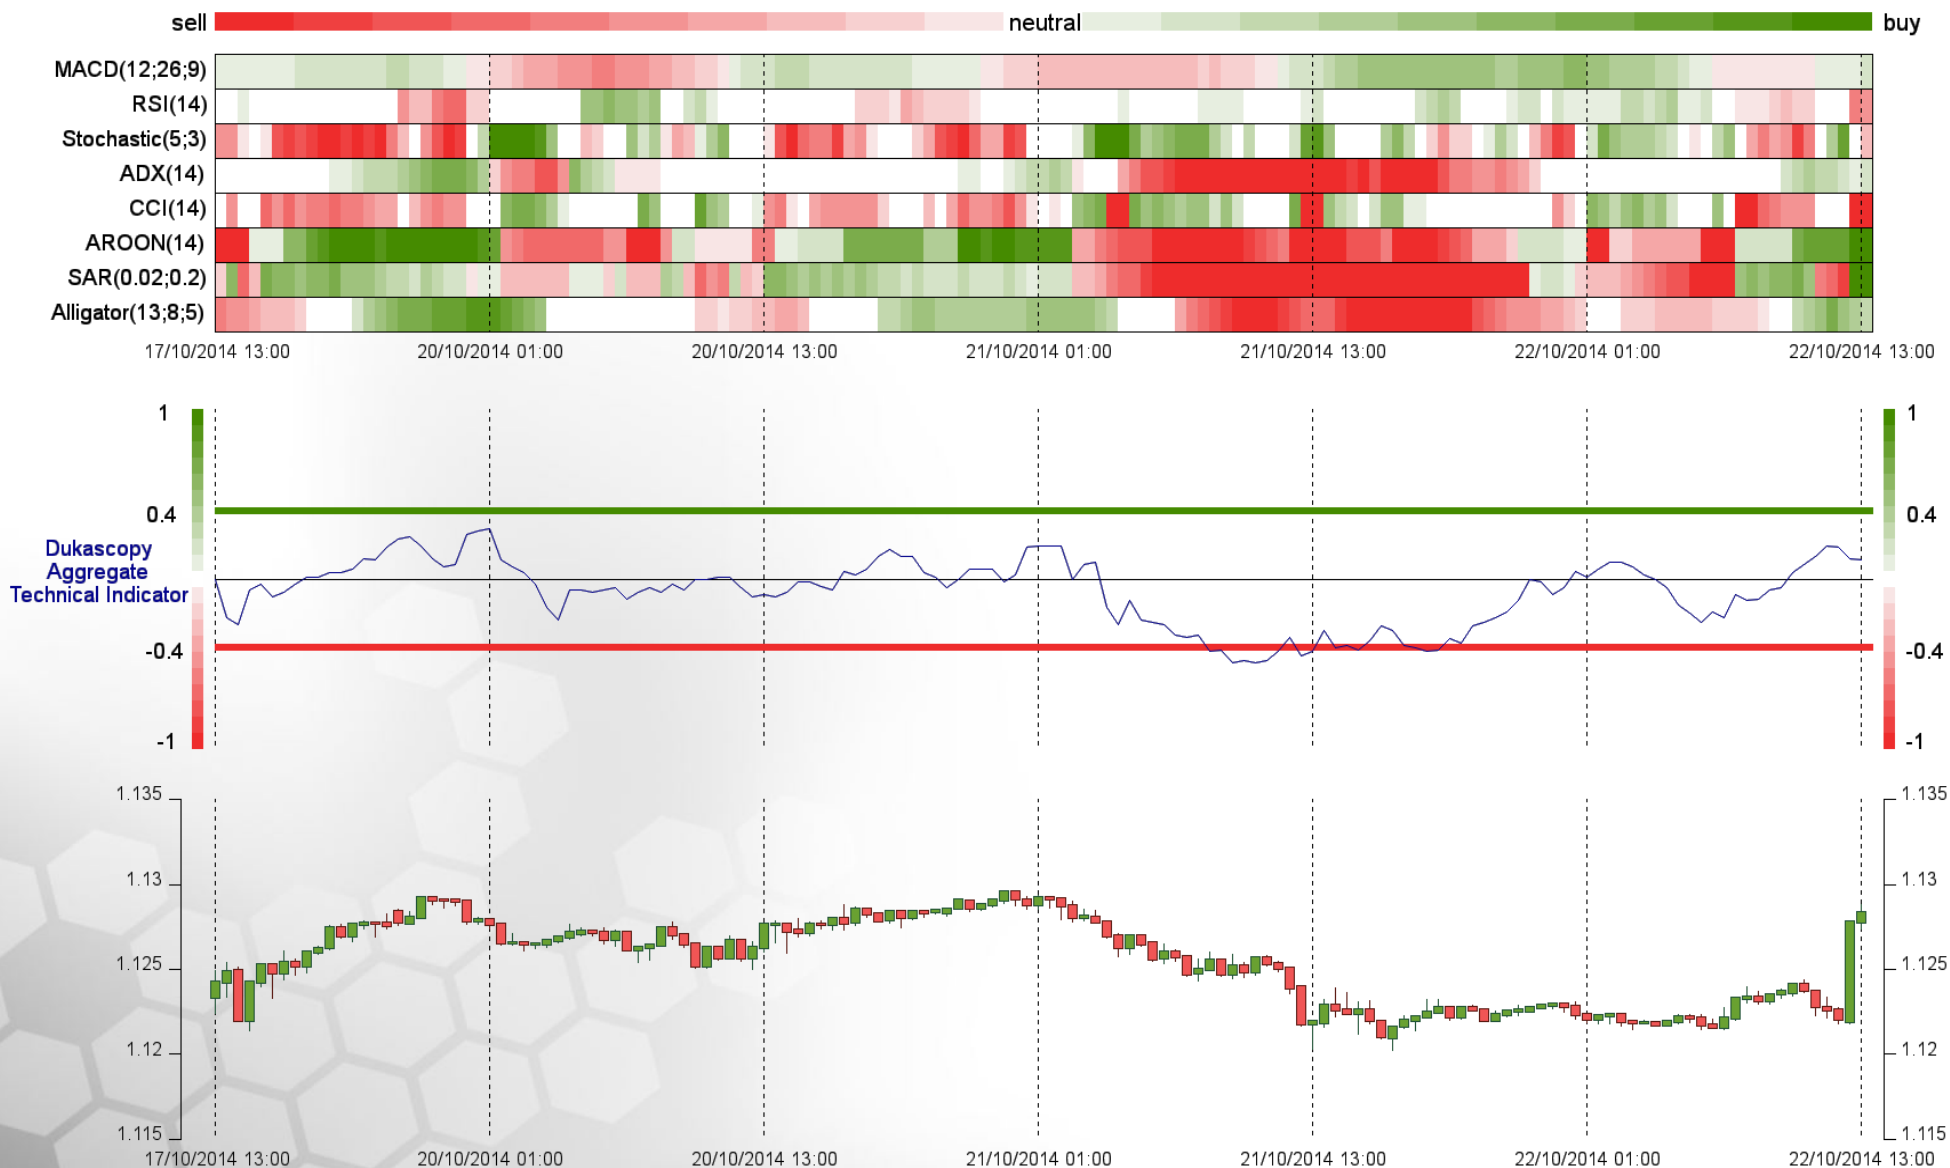 sell neutral buy
MACD(12;26;9)
RSI(14)
Stochastic(5;3)
ADX(14)
CCI(14)
AROON(14)
SAR(0.02;0.2)
Alligator(13;8;5)
17/10/2014 13:00 20/10/2014 01:00 20/10/2014 13:00 21/10/2014 01:00 21/10/2014 13:00 22/10/2014 01:00 22/10/2014 13:00
1 1
0.4 0.4
Dukascopy
Aggregate
Technical Indicator
-0.4 -0.4
-1 -1
1.135 1.135
1.13 1.13
1.125 1.125
1.12 1.12
1.115 1.115
17/10/2014 13:00 20/10/2014 01:00 20/10/2014 13:00 21/10/2014 01:00 21/10/2014 13:00 22/10/2014 01:00 22/10/2014 13:00